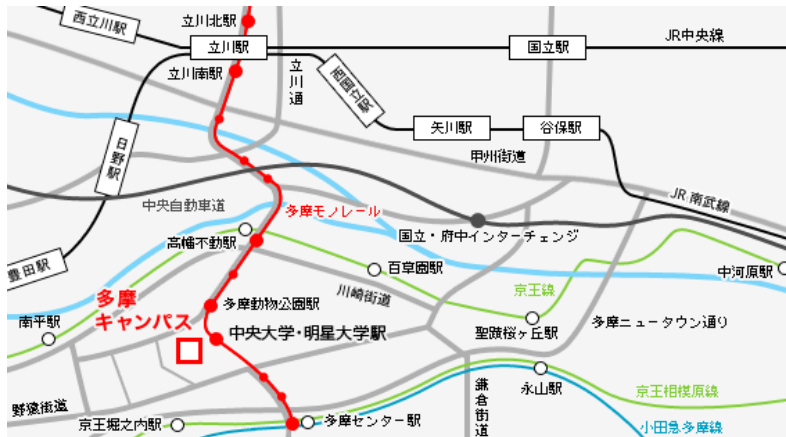 立川北駅
西立川駅
立川駅
国立駅
JR中央線
立川南駅
立川通
西国立駅
矢川駅
谷保駅
日野駅
甲州街道
JR 南武線
中央自動車道
多摩モノレール
高幡不動駅
国立・府中インターチェンジ
豊田駅
百草園駅
中河原駅
多摩
キャンパス
多摩動物公園駅
川崎街道
京王線
南平駅
中央大学・明星大学駅
聖蹟桜ヶ丘駅
多摩ニュータウン通り
野猿街道
鎌倉街道
永山駅
京王相模原線
京王堀之内駅
多摩センター駅
小田急多摩線